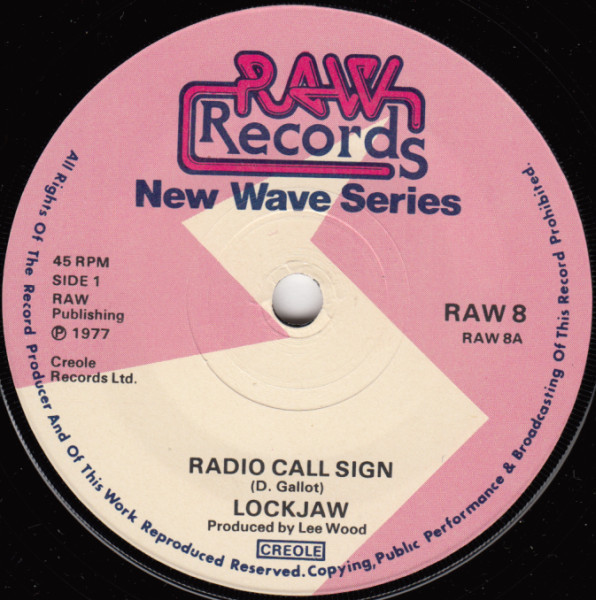 RAW
Records
New Wave Series
45 RPM
SIDE 1
RAW
Publishing
℗ 1977
Creole
Records Ltd.
RAW 8
RAW 8A
RADIO CALL SIGN
(D. Gallot)
LOCKJAW
Produced by Lee Wood
CREOLE
All Rights Of The Record Producer And Of This Work Reproduced Reserved. Copying, Public Performance & Broadcasting Of This Record Prohibited.